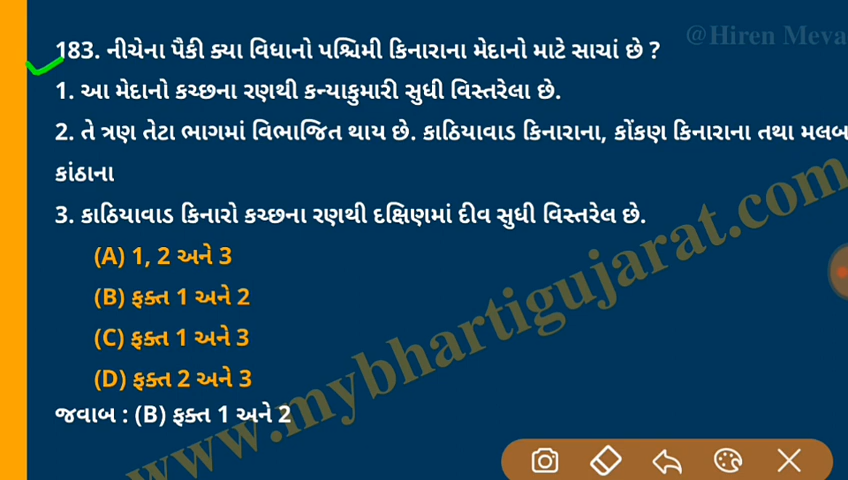 @Hiren Meva
183. નીચેના પૈકી ક્યા વિધાનો પશ્ચિમી કિનારાના મેદાનો માટે સાચાં છે ?
1. આ મેદાનો કચ્છના રણથી કન્યાકુમારી સુધી વિસ્તરેલા છે.
2. તે ત્રણ તેટા ભાગમાં વિભાજિત થાય છે. કાઠિયાવાડ કિનારાના, કોંકણ કિનારાના તથા મલબ
કાંઠાના
3. કાઠિયાવાડ કિનારો કચ્છના રણથી દક્ષિણમાં દીવ સુધી વિસ્તરેલ છે.
(A) 1, 2 અને 3
(B) ફક્ત 1 અને 2
(C) ફક્ત 1 અને 3
(D) ફક્ત 2 અને 3
જવાબ : (B) ફક્ત 1 અને 2
www.mybhartigujarat.com